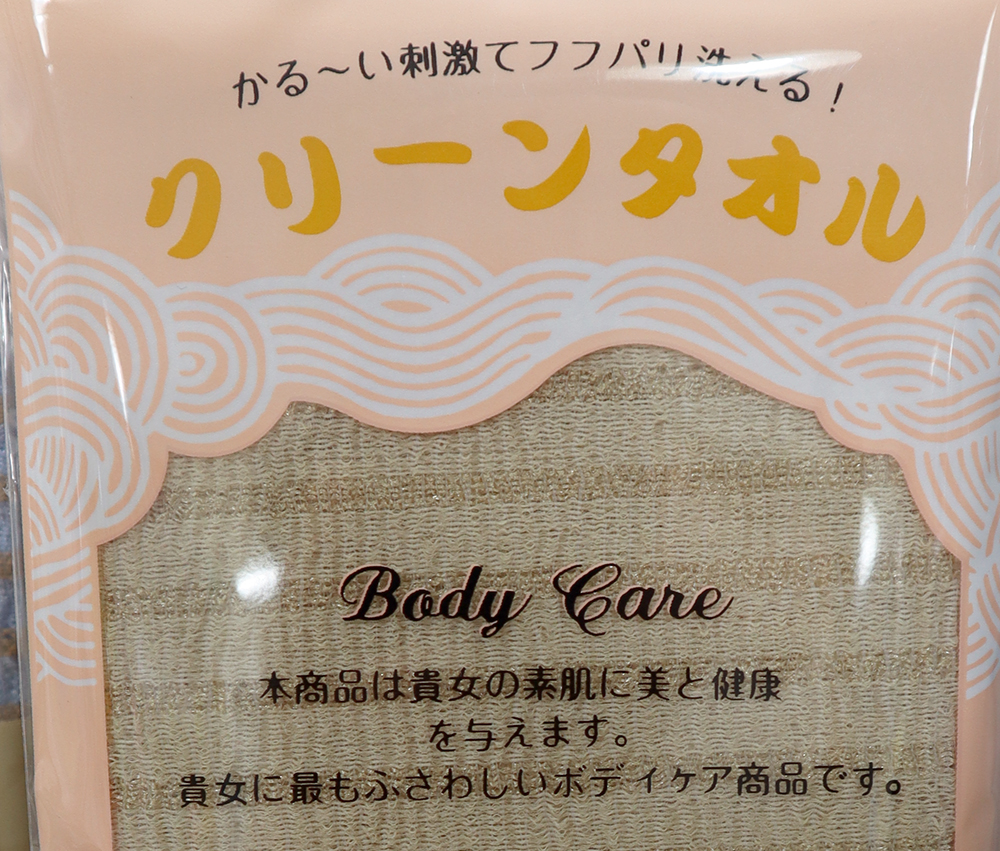 かる～い刺激てフフパリ洗える！
クリーンタオル
Body Care
本商品は貴女の素肌に美と健康
を与えます。
貴女に最もふさわしいボディケア商品です。